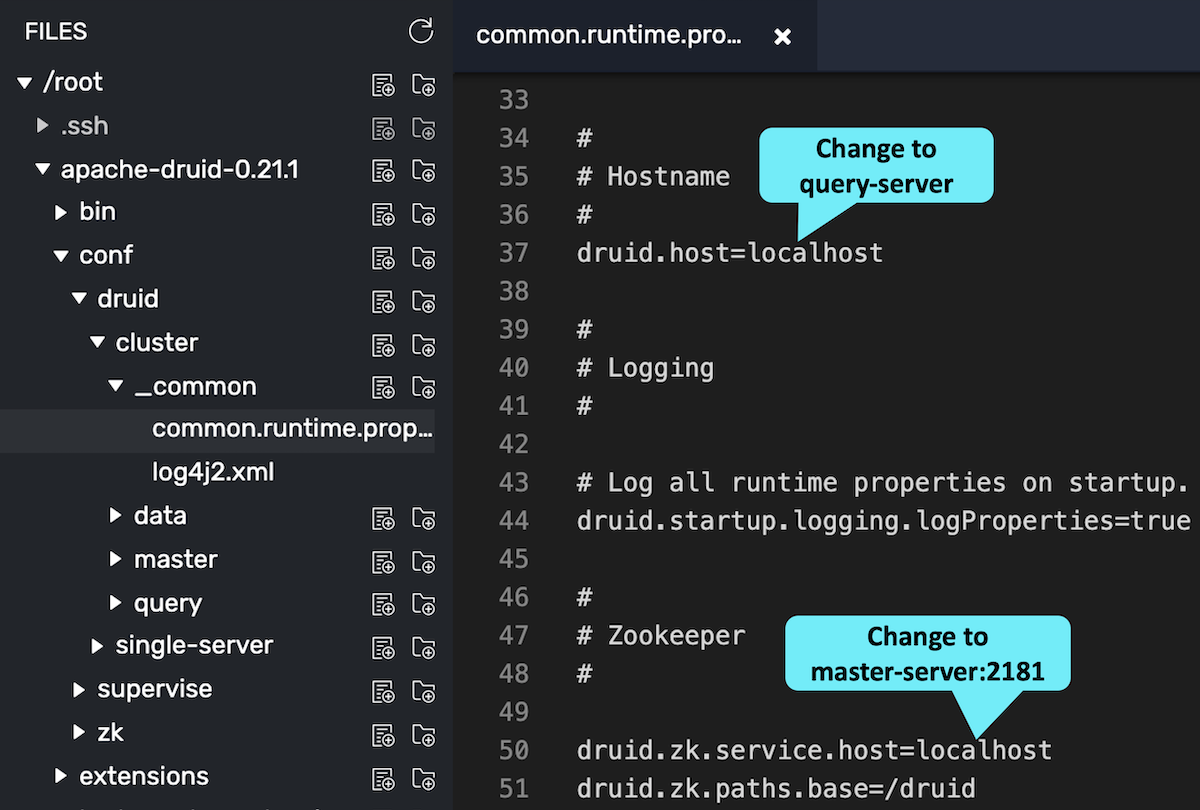 FILES
/root
.ssh
apache-druid-0.21.1
bin
conf
druid
cluster
_common
common.runtime.prop...
log4j2.xml
data
master
query
single-server
supervise
zk
extensions
common.runtime.pro...
33
34 #
35 # Hostname
36 #
37 druid.host=localhost
38
39 #
40 # Logging
41 #
42
43 # Log all runtime properties on startup.
44 druid.startup.logging.logProperties=true
45
46 #
47 # Zookeeper
48 #
49
50 druid.zk.service.host=localhost
51 druid.zk.paths.base=/druid
Change to
query-server
Change to
master-server:2181